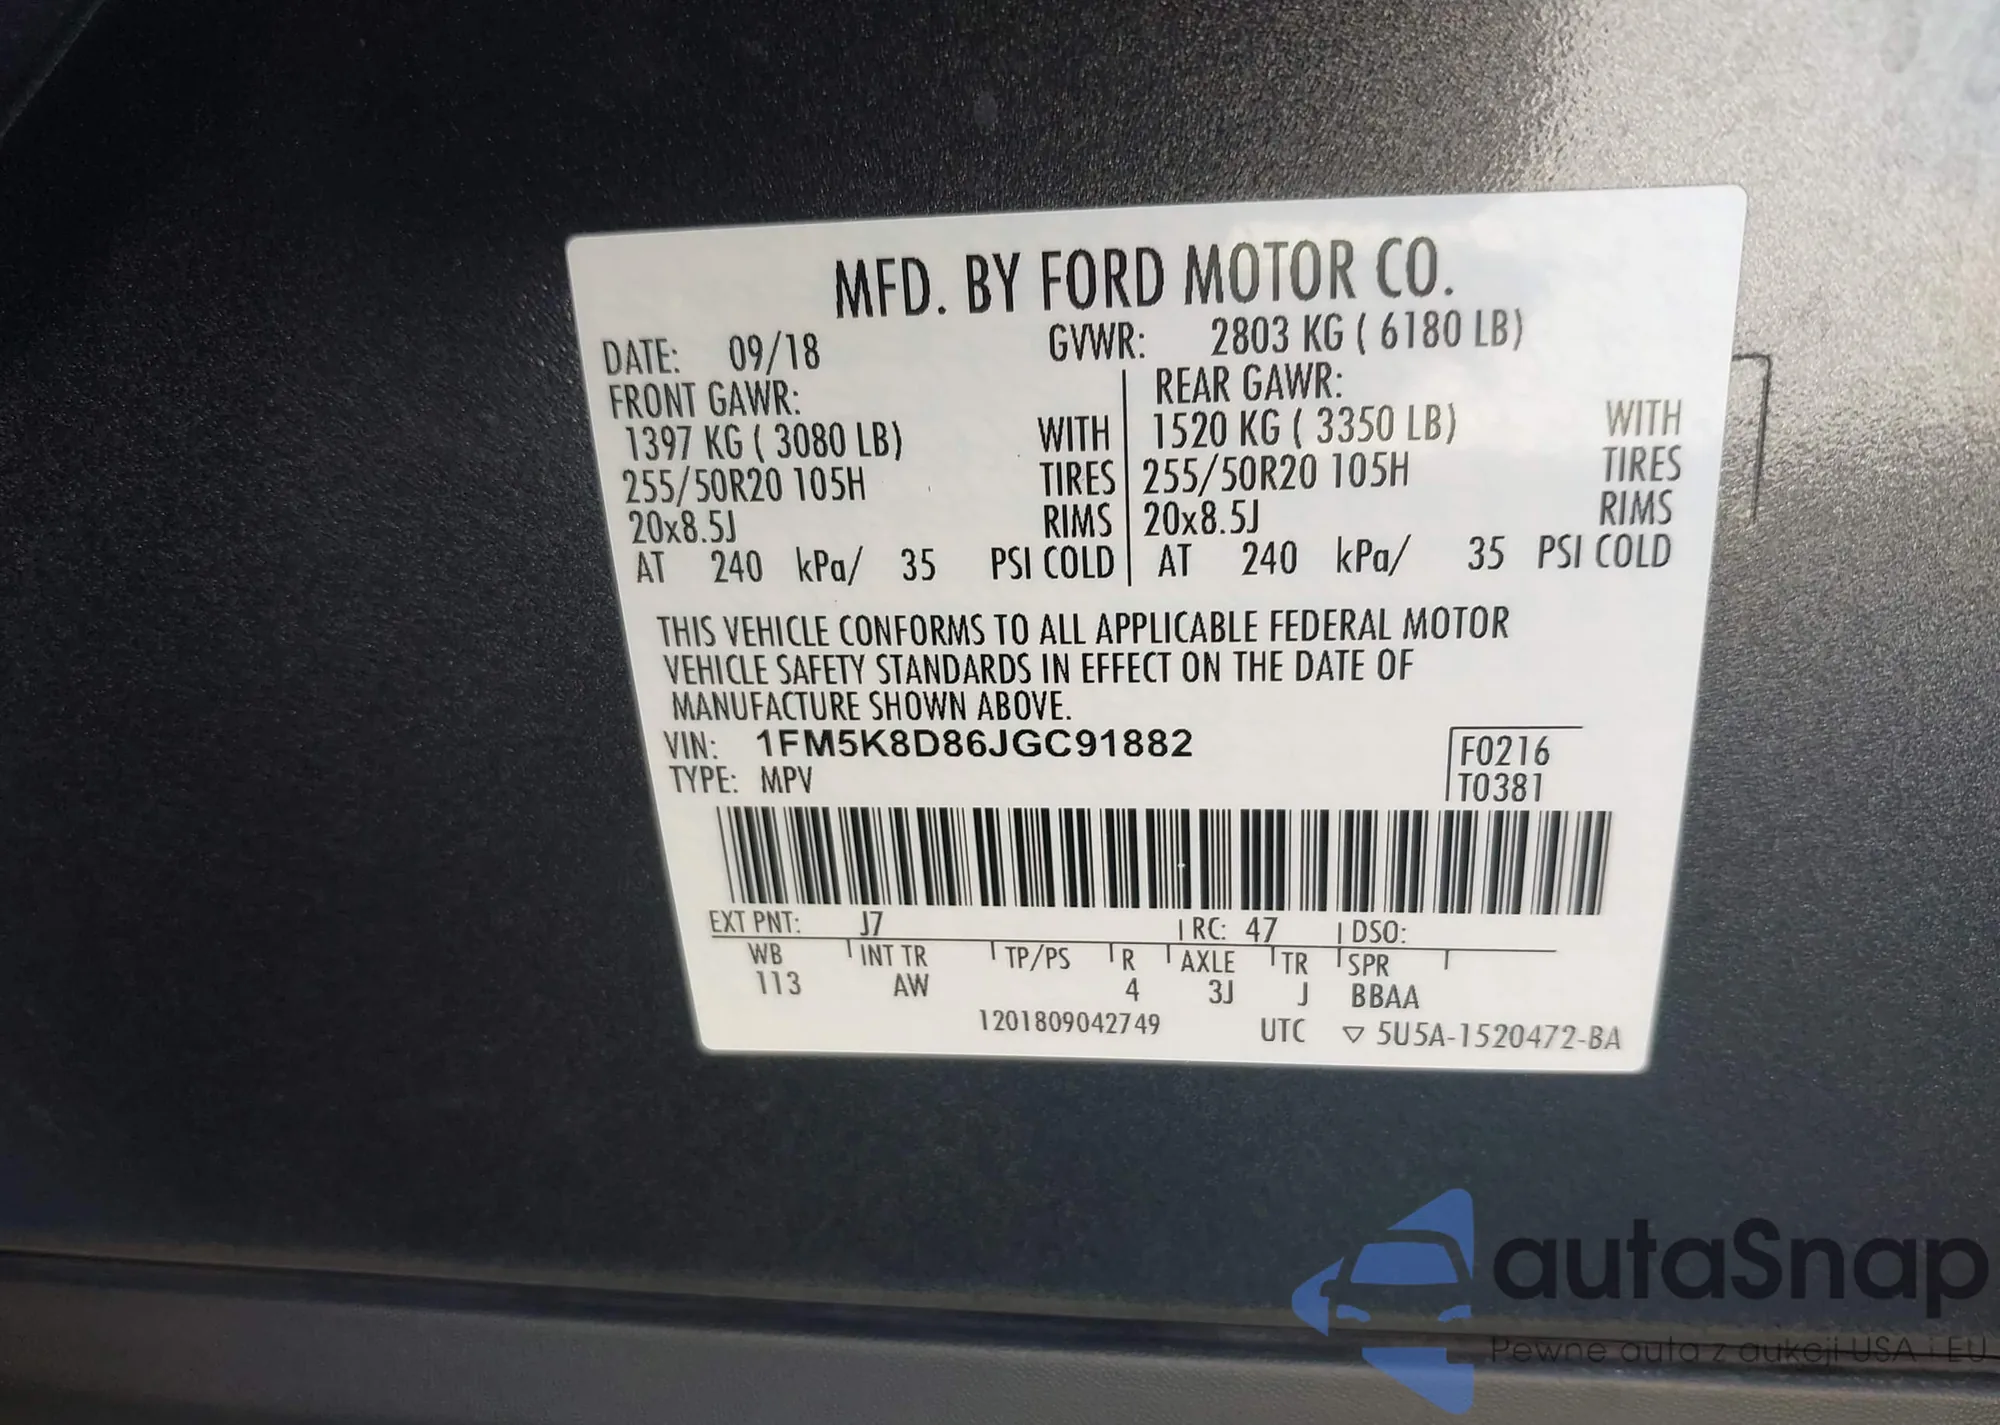 MFD. BY FORD MOTOR CO.
DATE: 09/18 GVWR: 2803 KG ( 6180 LB)
FRONT GAWR: REAR GAWR:
1397 KG ( 3080 LB) WITH 1520 KG ( 3350 LB) WITH
255/50R20 105H TIRES 255/50R20 105H TIRES
20x8.5J RIMS 20x8.5J RIMS
AT 240 kPa/ 35 PSI COLD AT 240 kPa/ 35 PSI COLD
THIS VEHICLE CONFORMS TO ALL APPLICABLE FEDERAL MOTOR
VEHICLE SAFETY STANDARDS IN EFFECT ON THE DATE OF
MANUFACTURE SHOWN ABOVE.
VIN: 1FM5K8D86JGC91882 F0216
TYPE: MPV T0381
EXT PNT: J7 RC: 47 DSO:
WB INT TR TP/PS R AXLE TR SPR
113 AW 4 3J J BBAA
1201809042749 UTC ▽ 5U5A-1520472-BA
autaSnap
Pewne auta z aukcji USA i EU